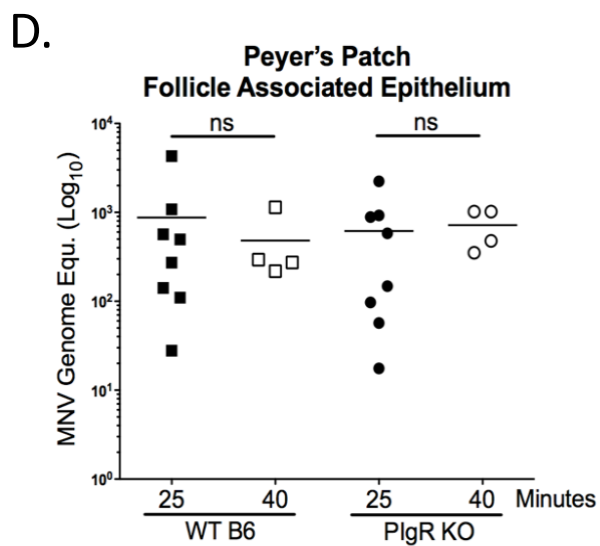 D.
Peyer's Patch
Follicle Associated Epithelium
MNV Genome Equ. (Log₁₀)
10⁴
10³
10²
10¹
10⁰
ns
ns
25 40 25 40 Minutes
WT B6 PIgR KO